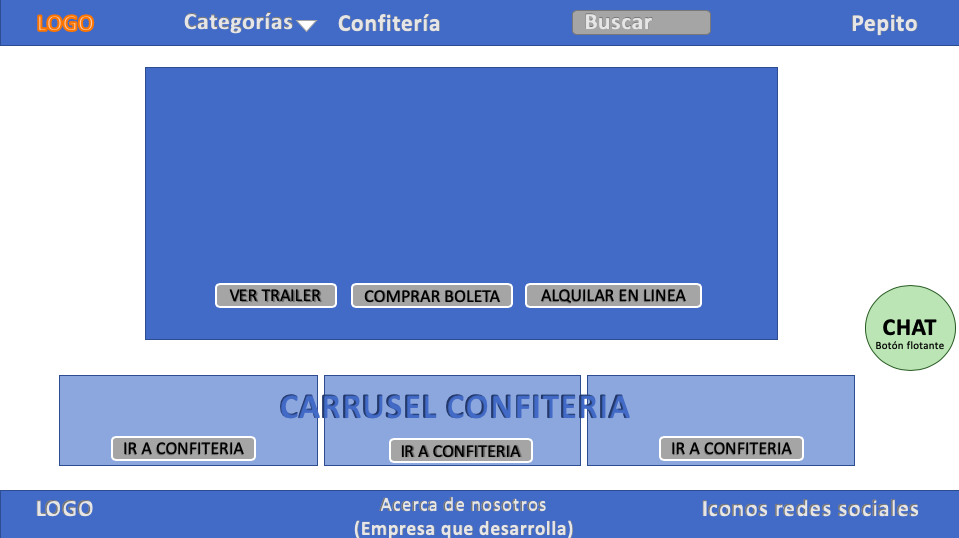 LOGO
Categorías
Confitería
Buscar
Pepito
VER TRAILER
COMPRAR BOLETA
ALQUILAR EN LINEA
CHAT
Botón flotante
CARRUSEL CONFITERIA
IR A CONFITERIA
IR A CONFITERIA
IR A CONFITERIA
LOGO
Acerca de nosotros
(Empresa que desarrolla)
Iconos redes sociales